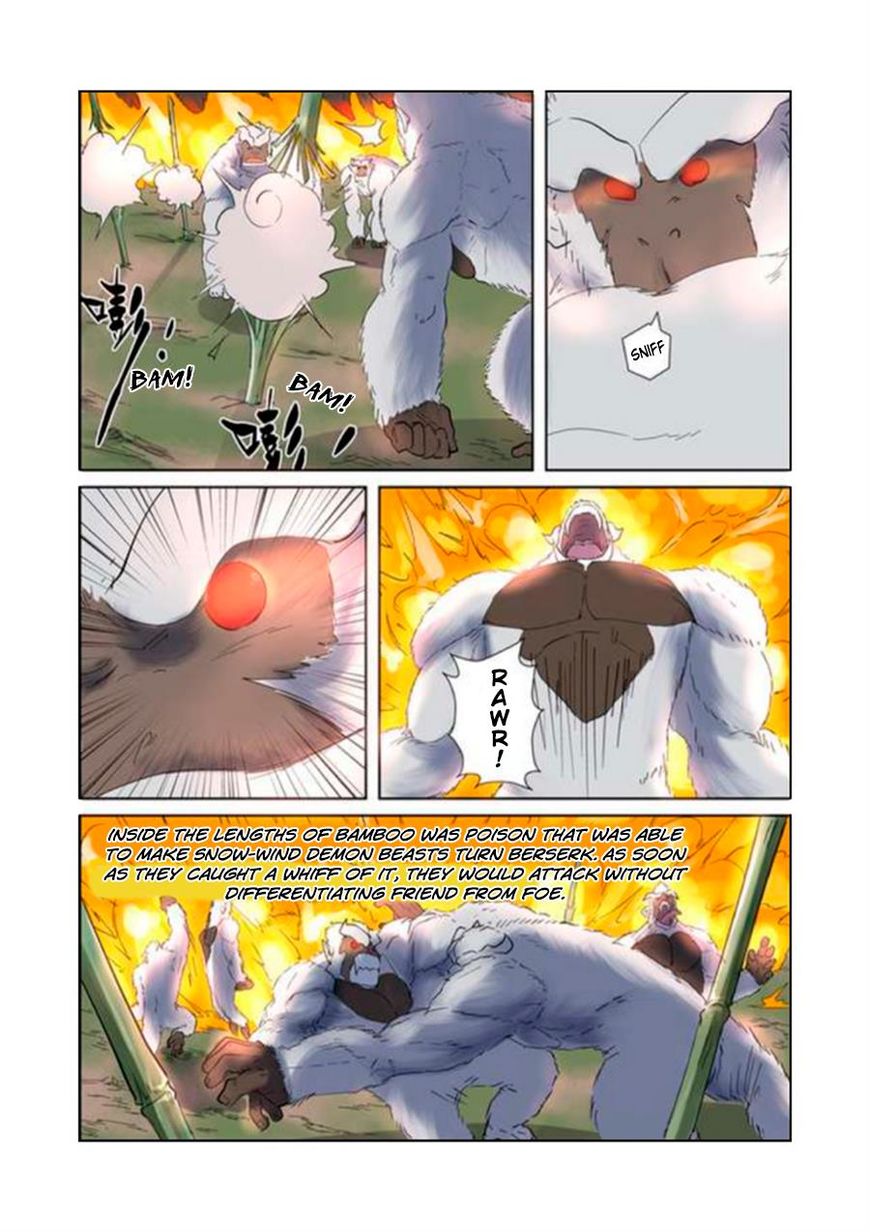 嘭!
BAM!
BAM!
嘭!
SNIFF
RAWR!
INSIDE THE LENGTHS OF BAMBOO WAS POISON THAT WAS ABLE
TO MAKE SNOW-WIND DEMON BEASTS TURN BERSERK. AS SOON
AS THEY CAUGHT A WHIFF OF IT, THEY WOULD ATTACK WITHOUT
DIFFERENTIATING FRIEND FROM FOE.